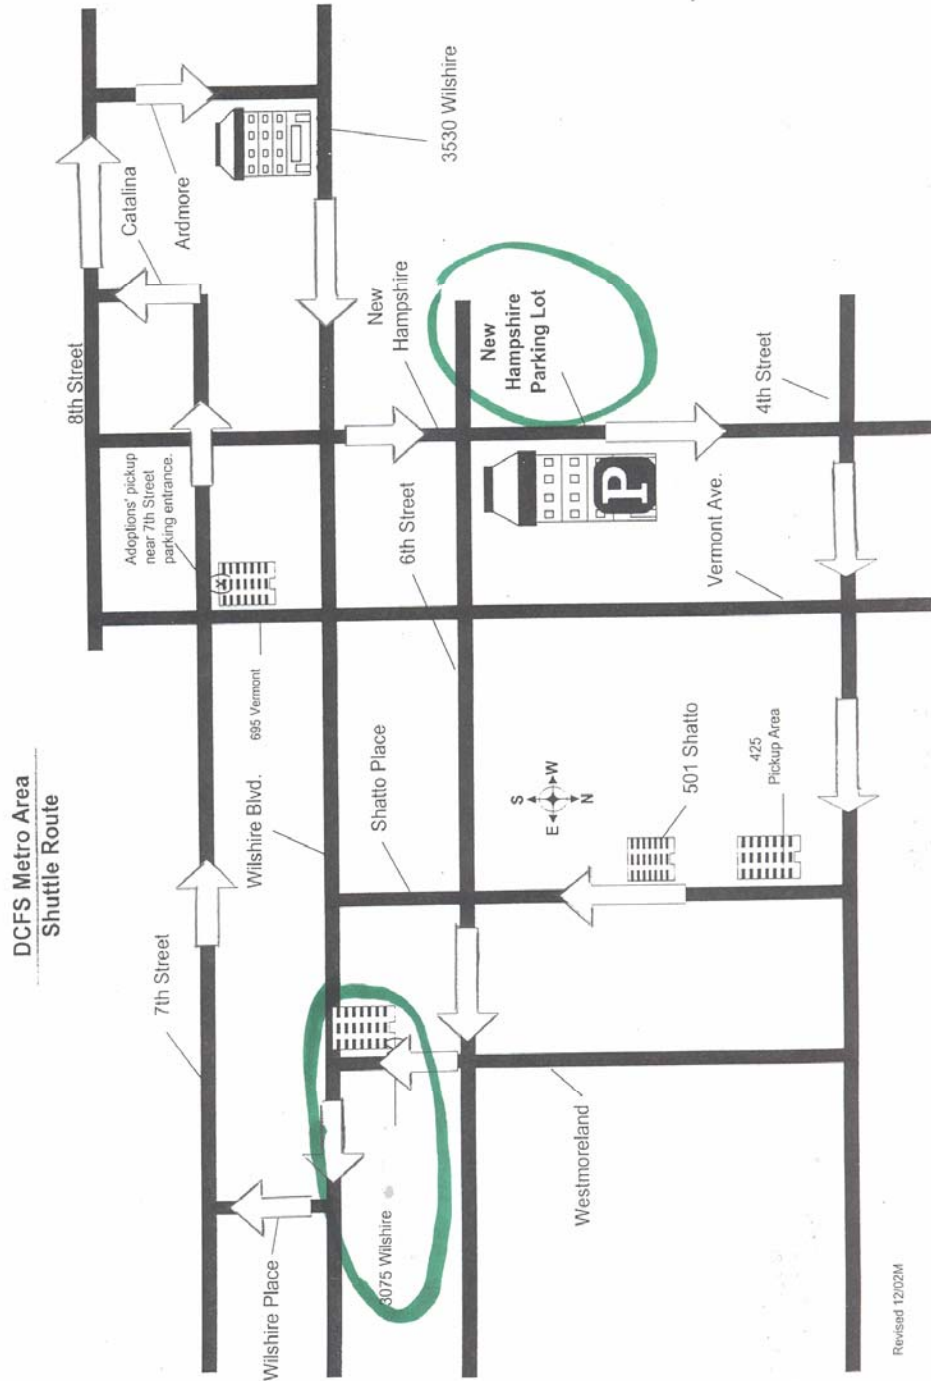 DCFS Metro Area
Shuttle Route
8th Street
Catalina
Ardmore
3530 Wilshire
Adoptions' pickup
near 7th Street
parking entrance.
X
695 Vermont
7th Street
Wilshire Blvd.
New
Hampshire
6th Street
New
Hampshire
Parking Lot
P
Vermont Ave.
4th Street
Shatto Place
S
E
W
N
501 Shatto
425
Pickup Area
Wilshire Place
3075 Wilshire
Westmoreland
Revised 12/02M